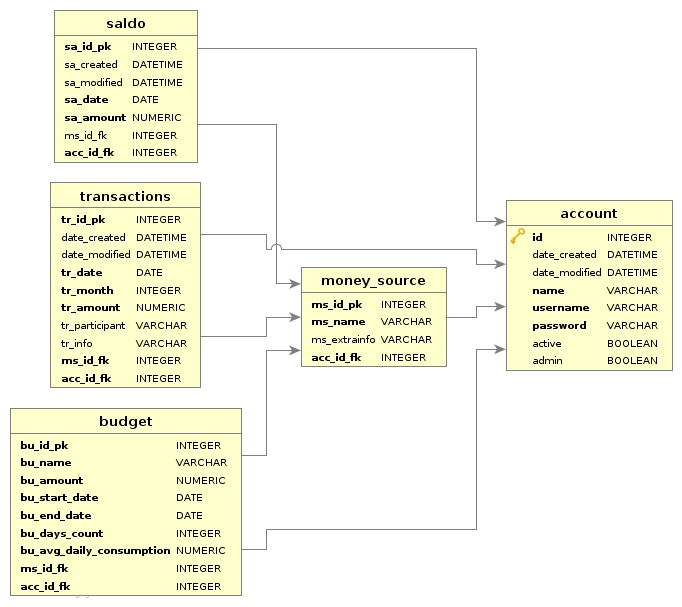 saldo
sa_id_pk INTEGER
sa_created DATETIME
sa_modified DATETIME
sa_date DATE
sa_amount NUMERIC
ms_id_fk INTEGER
acc_id_fk INTEGER
transactions
tr_id_pk INTEGER
date_created DATETIME
date_modified DATETIME
tr_date DATE
tr_month INTEGER
tr_amount NUMERIC
tr_participant VARCHAR
tr_info VARCHAR
ms_id_fk INTEGER
acc_id_fk INTEGER
budget
bu_id_pk INTEGER
bu_name VARCHAR
bu_amount NUMERIC
bu_start_date DATE
bu_end_date DATE
bu_days_count INTEGER
bu_avg_daily_consumption NUMERIC
ms_id_fk INTEGER
acc_id_fk INTEGER
money_source
ms_id_pk INTEGER
ms_name VARCHAR
ms_extrainfo VARCHAR
acc_id_fk INTEGER
account
id INTEGER
date_created DATETIME
date_modified DATETIME
name VARCHAR
username VARCHAR
password VARCHAR
active BOOLEAN
admin BOOLEAN